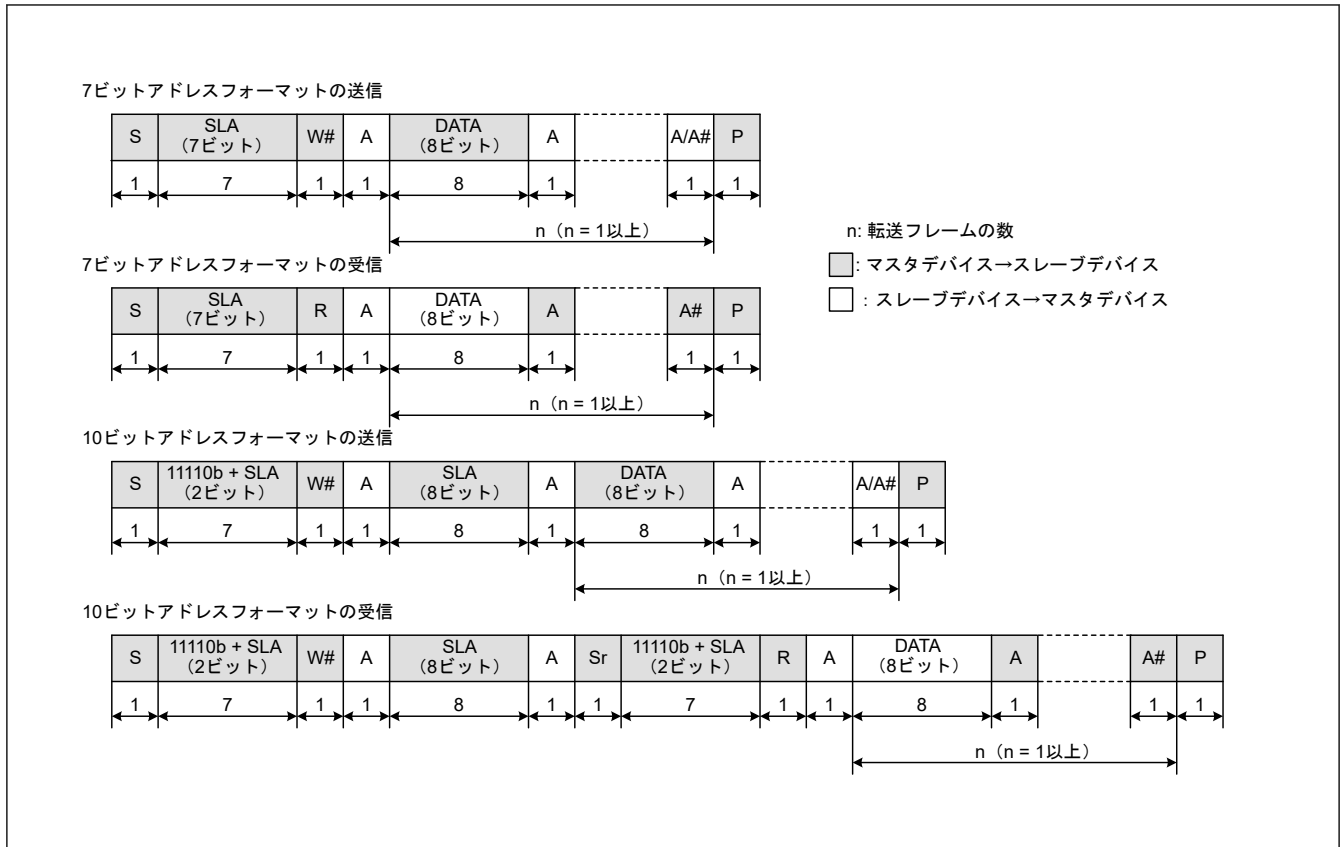 7ビットアドレスフォーマットの送信
S SLA (7ビット) W# A DATA (8ビット) A A/A# P
1 7 1 1 8 1 1 1
n(n = 1以上)
n: 転送フレームの数
: マスタデバイス→スレーブデバイス
: スレーブデバイス→マスタデバイス
7ビットアドレスフォーマットの受信
S SLA (7ビット) R A DATA (8ビット) A A# P
1 7 1 1 8 1 1 1
n(n = 1以上)
10ビットアドレスフォーマットの送信
S 11110b + SLA (2ビット) W# A SLA (8ビット) A DATA (8ビット) A A/A# P
1 7 1 1 8 1 8 1 1 1
n(n = 1以上)
10ビットアドレスフォーマットの受信
S 11110b + SLA (2ビット) W# A SLA (8ビット) A Sr 11110b + SLA (2ビット) R A DATA (8ビット) A A# P
1 7 1 1 8 1 1 7 1 1 8 1 1 1
n(n = 1以上)